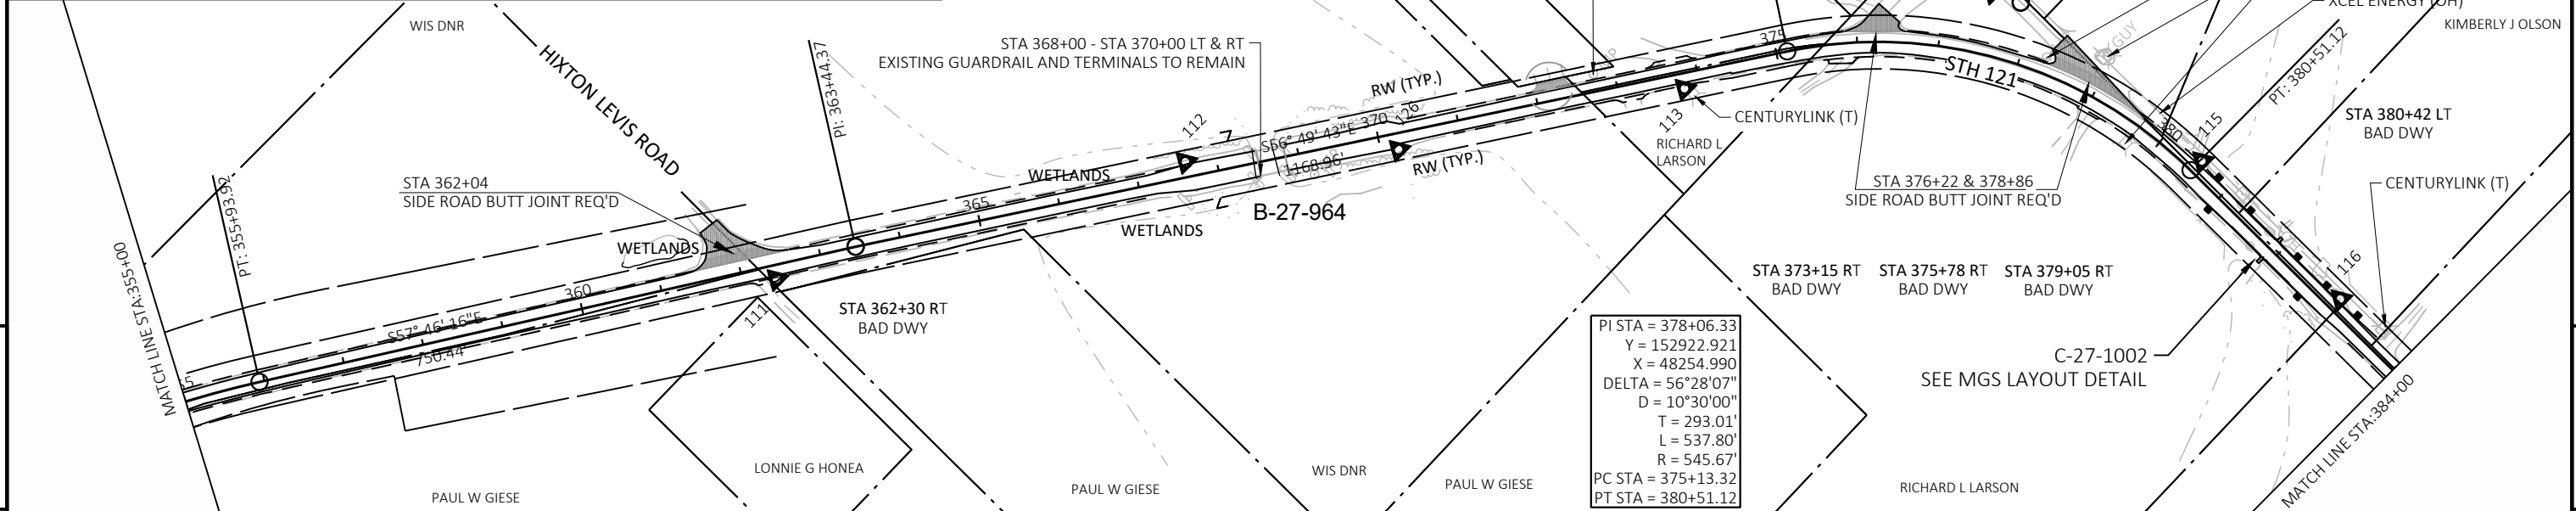 WIS DNR
HIXTON LEVIS ROAD
PI: 363+44.37
STA 368+00 - STA 370+00 LT & RT
EXISTING GUARDRAIL AND TERMINALS TO REMAIN
RW (TYP.)
375
STH 121
GUY
XCEL ENERGY (OH)
KIMBERLY J OLSON
PT: 380+51.12
STA 380+42 LT
BAD DWY
CENTURYLINK (T)
112
S56° 49' 43"E
1168.96'
370
126
RW (TYP.)
113
CENTURYLINK (T)
RICHARD L
LARSON
STA 376+22 & 378+86
SIDE ROAD BUTT JOINT REQ'D
380
115
116
STA 362+04
SIDE ROAD BUTT JOINT REQ'D
PT: 355+93.92
MATCH LINE STA:355+00
WETLANDS
WETLANDS
WETLANDS
365
360
B-27-964
S57° 46' 16"E
750.44'
111
STA 362+30 RT
BAD DWY
STA 373+15 RT
BAD DWY
STA 375+78 RT
BAD DWY
STA 379+05 RT
BAD DWY
C-27-1002
SEE MGS LAYOUT DETAIL
PI STA = 378+06.33
Y = 152922.921
X = 48254.990
DELTA = 56°28'07"
D = 10°30'00"
T = 293.01'
L = 537.80'
R = 545.67'
PC STA = 375+13.32
PT STA = 380+51.12
MATCH LINE STA:384+00
PAUL W GIESE
LONNIE G HONEA
PAUL W GIESE
WIS DNR
PAUL W GIESE
RICHARD L LARSON